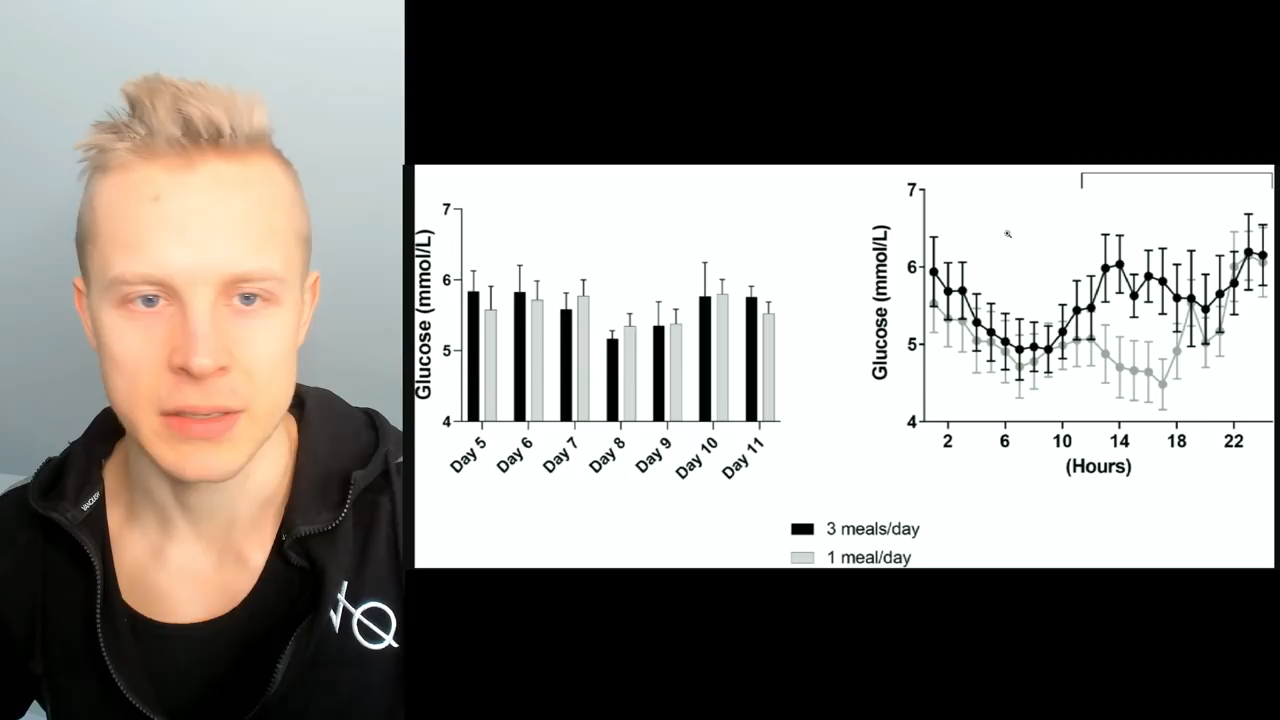 7
6
5
4
Glucose (mmol/L)
Day 5
Day 6
Day 7
Day 8
Day 9
Day 10
Day 11
7
6
5
4
Glucose (mmol/L)
2
6
10
14
18
22
(Hours)
3 meals/day
1 meal/day